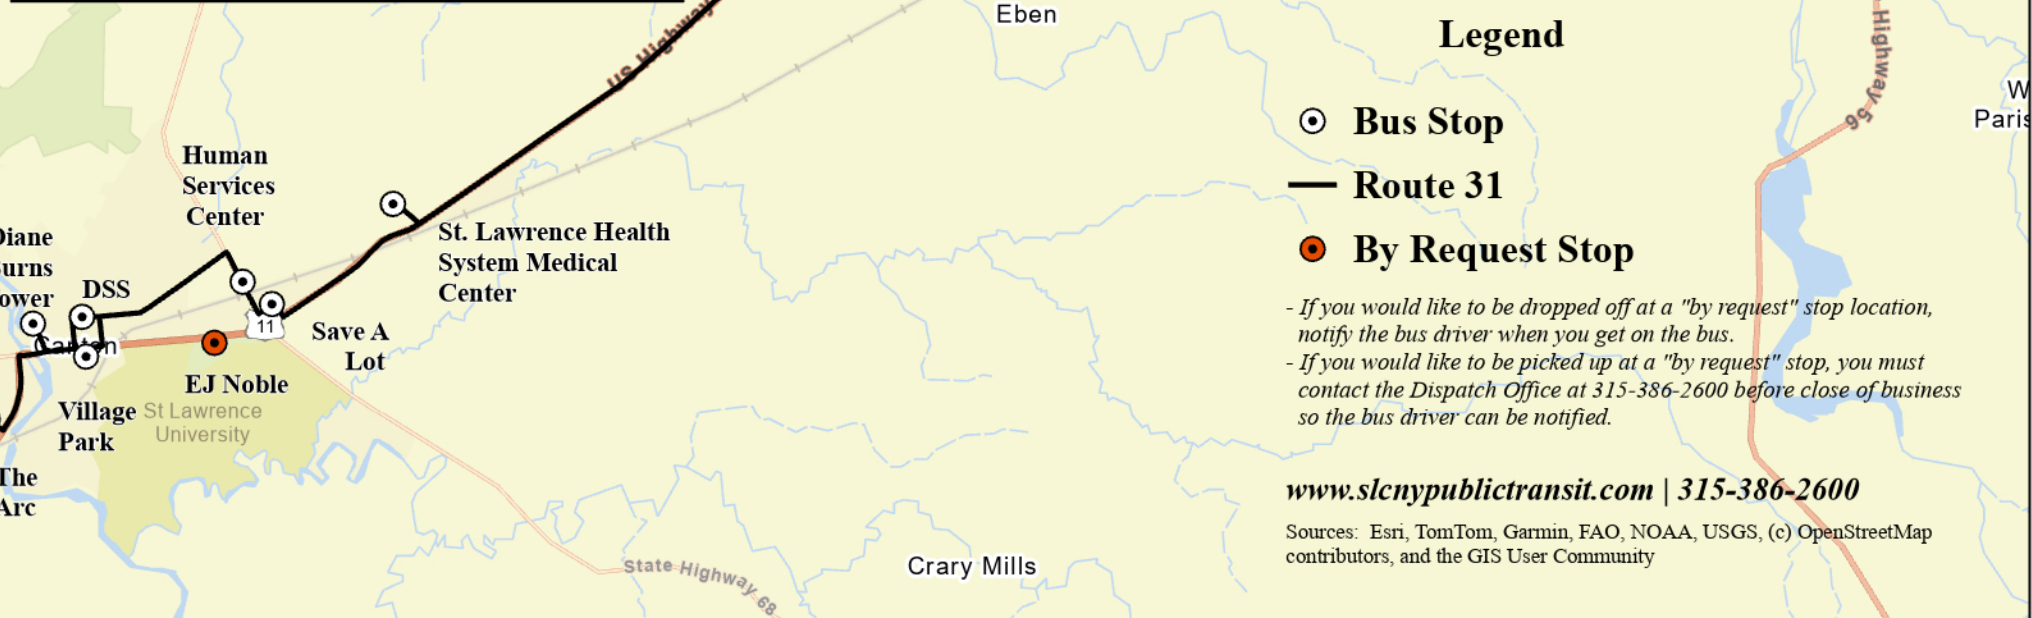 Eben
US Highway
Human
Services
Center
St. Lawrence Health
System Medical
Center
DSS
11
Save A
Lot
Canton
EJ Noble
St Lawrence
University
Village
Park
The
Arc
State Highway 68
Crary Mills
Legend
Bus Stop
Route 31
By Request Stop
- If you would like to be dropped off at a "by request" stop location,
notify the bus driver when you get on the bus.
- If you would like to be picked up at a "by request" stop, you must
contact the Dispatch Office at 315-386-2600 before close of business
so the bus driver can be notified.
www.slcnypublictransit.com | 315-386-2600
Sources: Esri, TomTom, Garmin, FAO, NOAA, USGS, (c) OpenStreetMap
contributors, and the GIS User Community
Highway 56